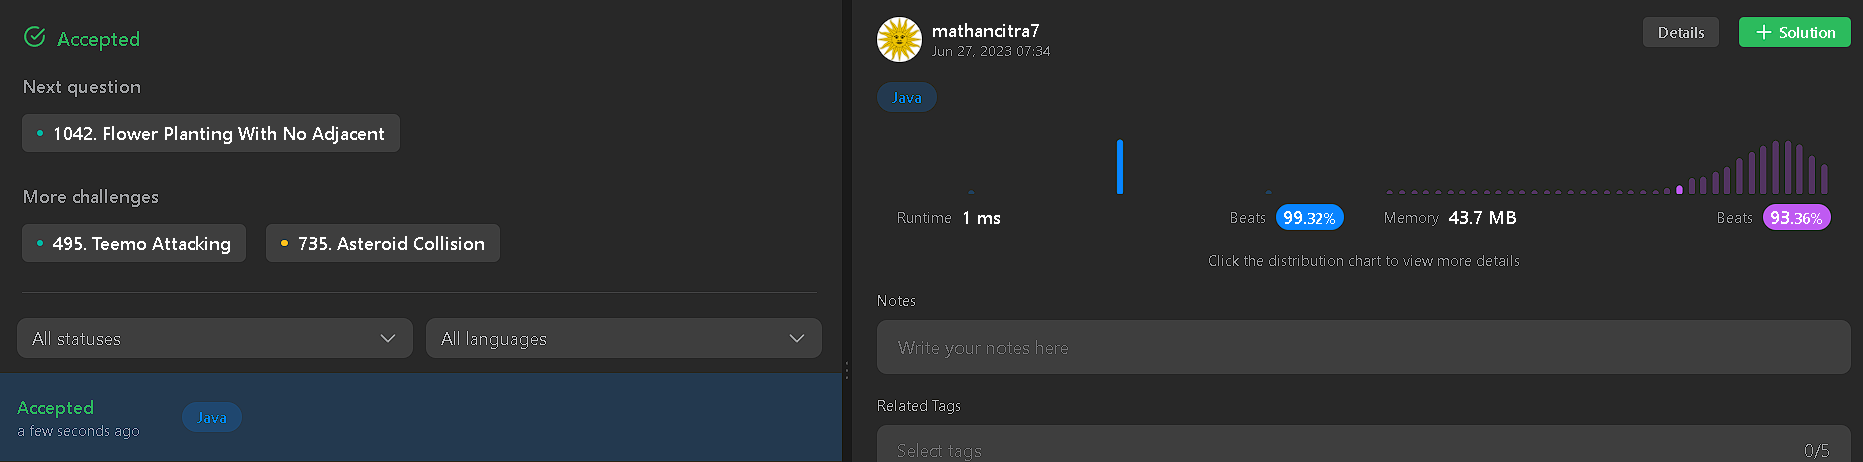 Accepted
Next question
1042. Flower Planting With No Adjacent
More challenges
495. Teemo Attacking
735. Asteroid Collision
All statuses
All languages
Accepted
Java
a few seconds ago
mathancitra7
Jun 27, 2023 07:34
Details
+ Solution
Java
Runtime 1 ms
Beats 99.32%
Memory 43.7 MB
Beats 93.36%
Click the distribution chart to view more details
Notes
Write your notes here
Related Tags
Select tags
0/5